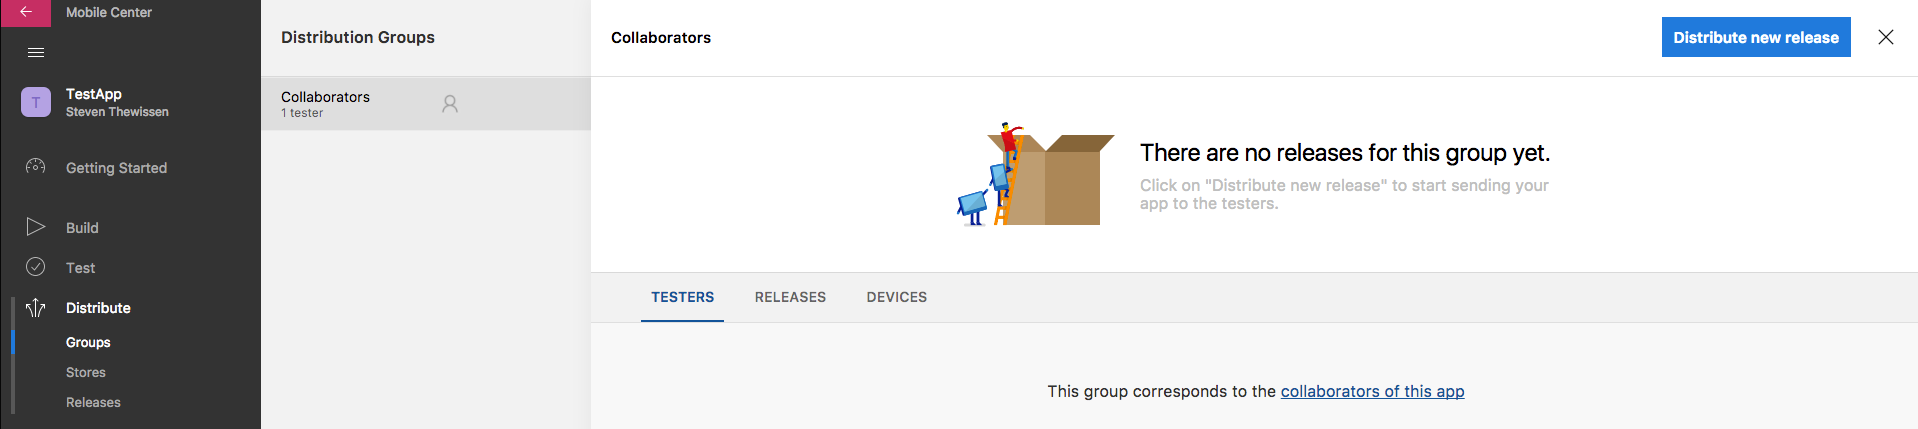 Mobile Center
T
TestApp
Steven Thewissen
Getting Started
Build
Test
Distribute
Groups
Stores
Releases
Distribution Groups
Collaborators
1 tester
Collaborators
Distribute new release
There are no releases for this group yet.
Click on "Distribute new release" to start sending your
app to the testers.
TESTERS
RELEASES
DEVICES
This group corresponds to the collaborators of this app